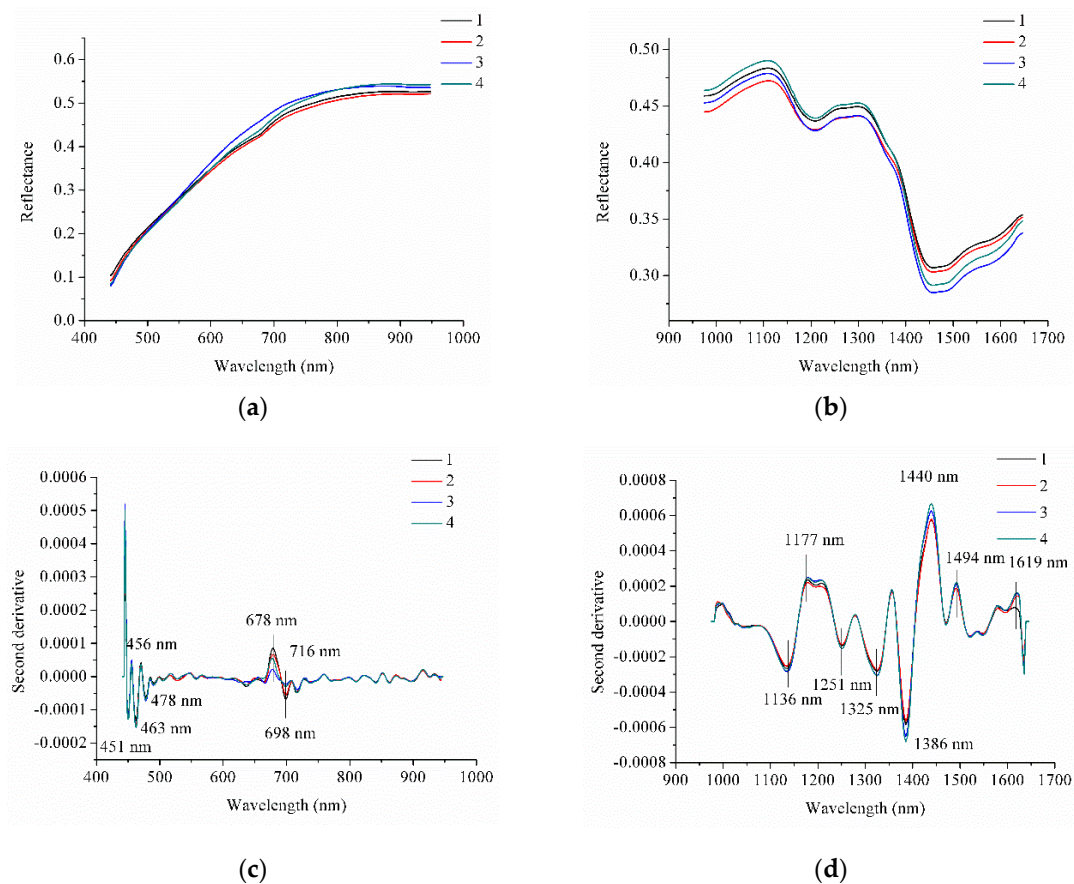 1
2
3
4
0.6
0.5
0.4
0.3
0.2
0.1
0.0
Reflectance
400 500 600 700 800 900 1000
Wavelength (nm)
(a)
1
2
3
4
0.50
0.45
0.40
0.35
0.30
Reflectance
1000 1100 1200 1300 1400 1500 1600 1700
Wavelength (nm)
(b)
1
2
3
4
0.0006
0.0005
0.0004
0.0003
0.0002
0.0001
0.0000
-0.0001
-0.0002
Second derivative
456 nm
678 nm
716 nm
478 nm
463 nm
451 nm
698 nm
400 500 600 700 800 900 1000
Wavelength (nm)
(c)
1
2
3
4
0.0008
0.0006
0.0004
0.0002
0.0000
-0.0002
-0.0004
-0.0006
-0.0008
Second derivative
1440 nm
1177 nm
1494 nm
1619 nm
1136 nm
1251 nm
1325 nm
1386 nm
900 1000 1100 1200 1300 1400 1500 1600 1700
Wavelength (nm)
(d)